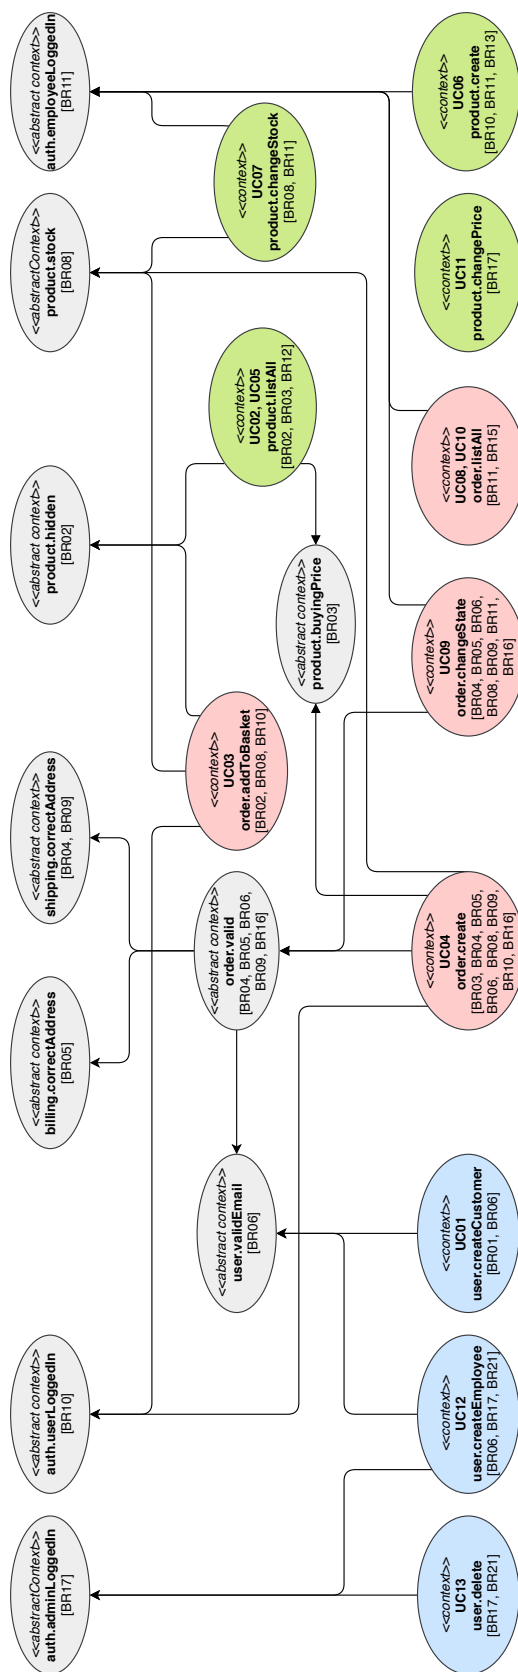 <<abstractContext>>
auth.adminLoggedIn
[BR17]
<<abstract context>>
auth.userLoggedIn
[BR10]
<<abstract context>>
billing.correctAddress
[BR05]
<<abstract context>>
shipping.correctAddress
[BR04, BR09]
<<abstract context>>
product.hidden
[BR02]
<<abstractContext>>
product.stock
[BR08]
<<abstract context>>
auth.employeeLoggedIn
[BR11]
<<abstract context>>
user.validEmail
[BR06]
<<abstract context>>
order.valid
[BR04, BR05, BR06,
BR09, BR16]
<<context>>
UC03
order.addToBasket
[BR02, BR08, BR10]
<<abstract context>>
product.buyingPrice
[BR03]
<<context>>
UC02, UC05
product.listAll
[BR02, BR03, BR12]
<<context>>
UC07
product.changeStock
[BR08, BR11]
<<context>>
UC13
user.delete
[BR17, BR21]
<<context>>
UC12
user.createEmployee
[BR06, BR17, BR21]
<<context>>
UC01
user.createCustomer
[BR01, BR06]
<<context>>
UC04
order.create
[BR03, BR04, BR05,
BR06, BR08, BR09,
BR10, BR16]
<<context>>
UC09
order.changeState
[BR04, BR05, BR06,
BR08, BR09, BR11,
BR16]
<<context>>
UC08, UC10
order.listAll
[BR11, BR15]
<<context>>
UC11
product.changePrice
[BR17]
<<context>>
UC06
product.create
[BR10, BR11, BR13]